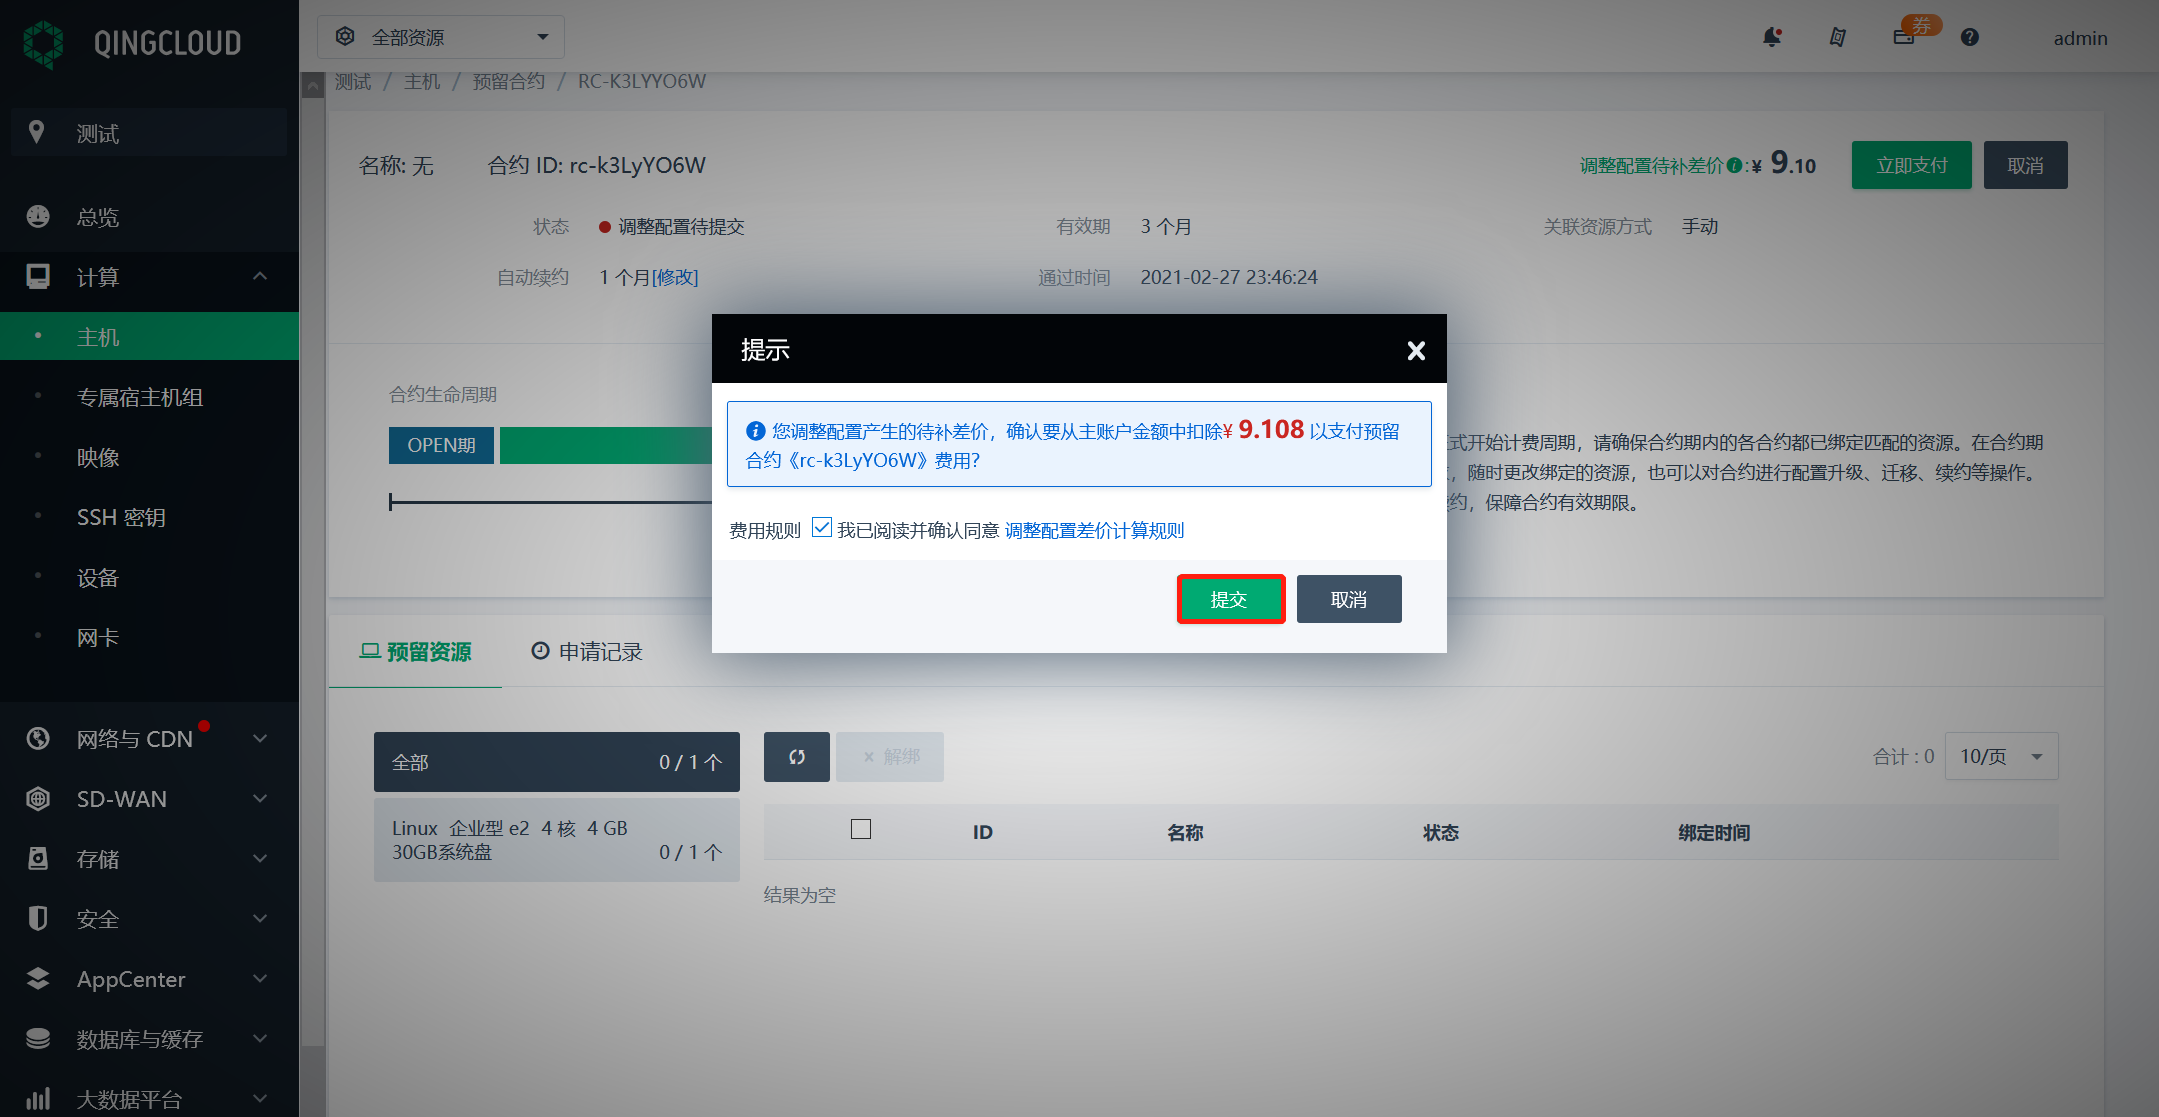 QINGCLOUD
全部资源
券
admin
测试 / 主机 / 预留合约 / RC-K3LYYO6W
测试
总览
计算
主机
专属宿主机组
映像
SSH 密钥
设备
网卡
网络与 CDN
SD-WAN
存储
安全
AppCenter
数据库与缓存
大数据平台
名称: 无 合约 ID: rc-k3LyYO6W
调整配置待补差价 : ¥ 9.10 立即支付 取消
状态 调整配置待提交 有效期 3 个月 关联资源方式 手动
自动续约 1 个月[修改] 通过时间 2021-02-27 23:46:24
合约生命周期
OPEN期
式开始计费周期，请确保合约期内的各合约都已绑定匹配的资源。在合约期
，随时更改绑定的资源，也可以对合约进行配置升级、迁移、续约等操作。
约，保障合约有效期限。
提示
您调整配置产生的待补差价，确认要从主账户金额中扣除¥ 9.108 以支付预留
合约《rc-k3LyYO6W》费用?
费用规则 我已阅读并确认同意 调整配置差价计算规则
提交 取消
预留资源 申请记录
全部 0 / 1 个
Linux 企业型 e2 4 核 4 GB
30GB系统盘 0 / 1 个
× 解绑
合计 : 0 10/页
ID 名称 状态 绑定时间
结果为空